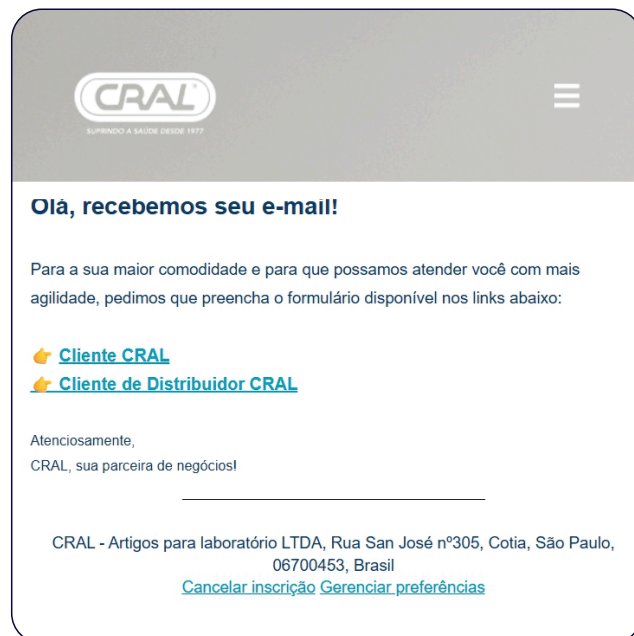 CRAL
SUPRINDO A SAÚDE DESDE 1977
Olá, recebemos seu e-mail!
Para a sua maior comodidade e para que possamos atender você com mais
agilidade, pedimos que preencha o formulário disponível nos links abaixo:
👉 Cliente CRAL
👉 Cliente de Distribuidor CRAL
Atenciosamente,
CRAL, sua parceira de negócios!
CRAL - Artigos para laboratório LTDA, Rua San José nº305, Cotia, São Paulo,
06700453, Brasil
Cancelar inscrição Gerenciar preferências